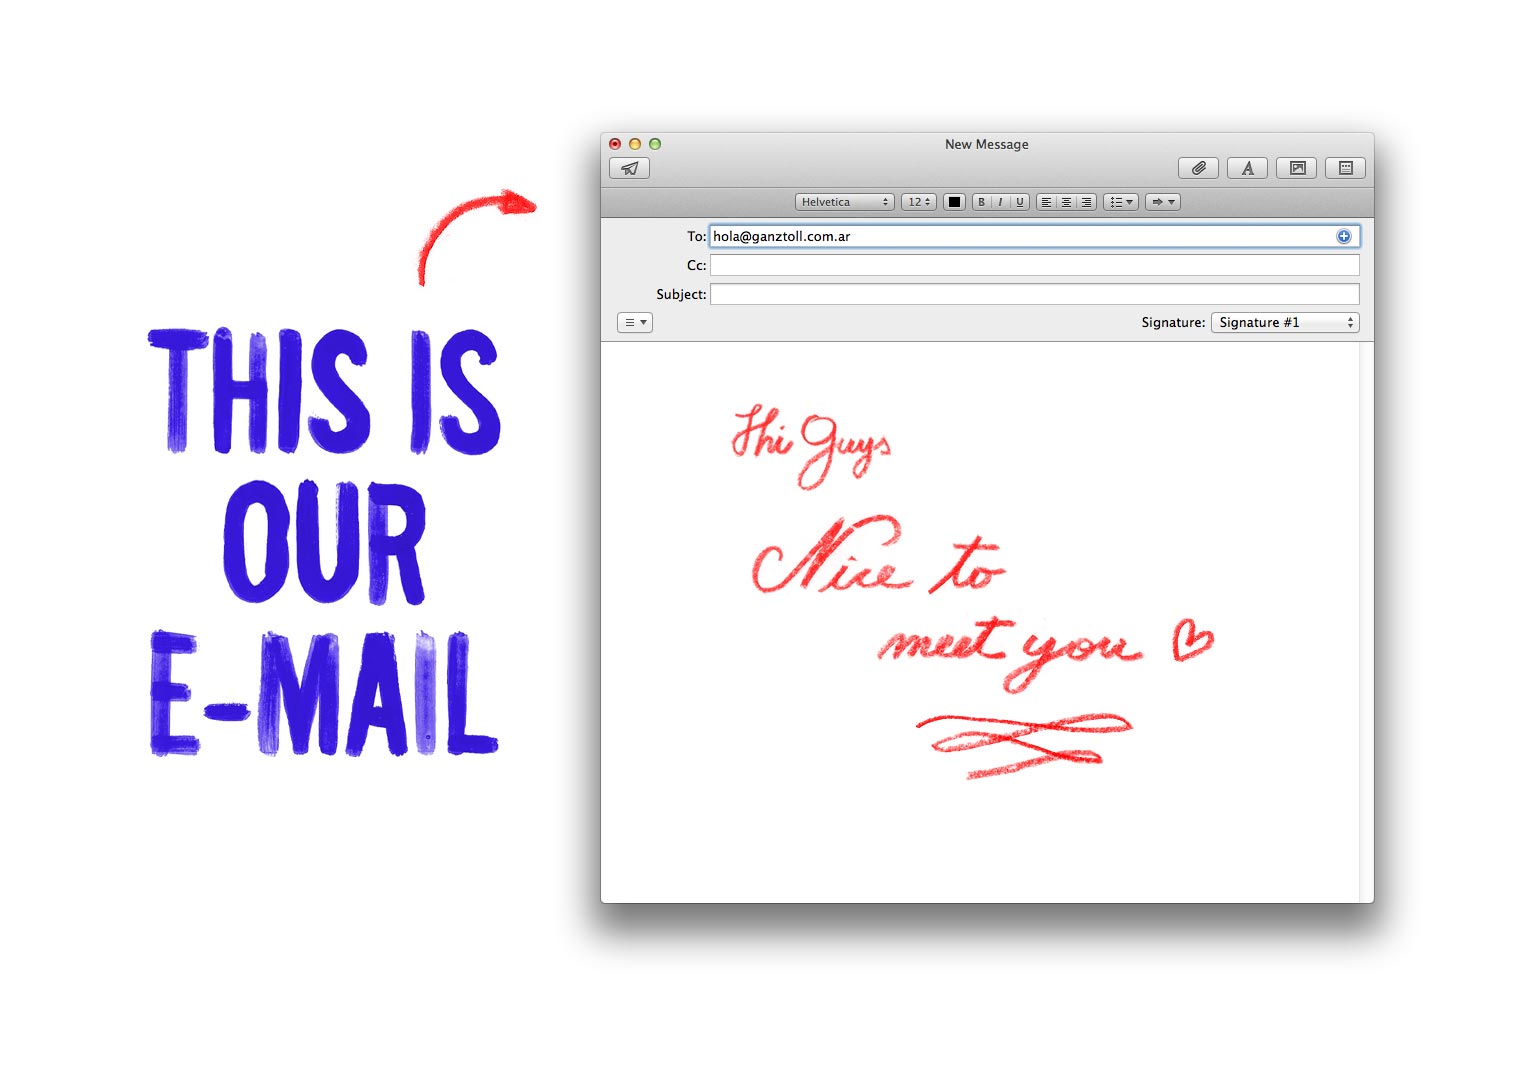 THIS IS
OUR
E-MAIL
New Message
Helvetica 12 B I U
To: hola@ganztoll.com.ar
Cc:
Subject:
Signature: Signature #1
Hi Guys
Nice to
meet you